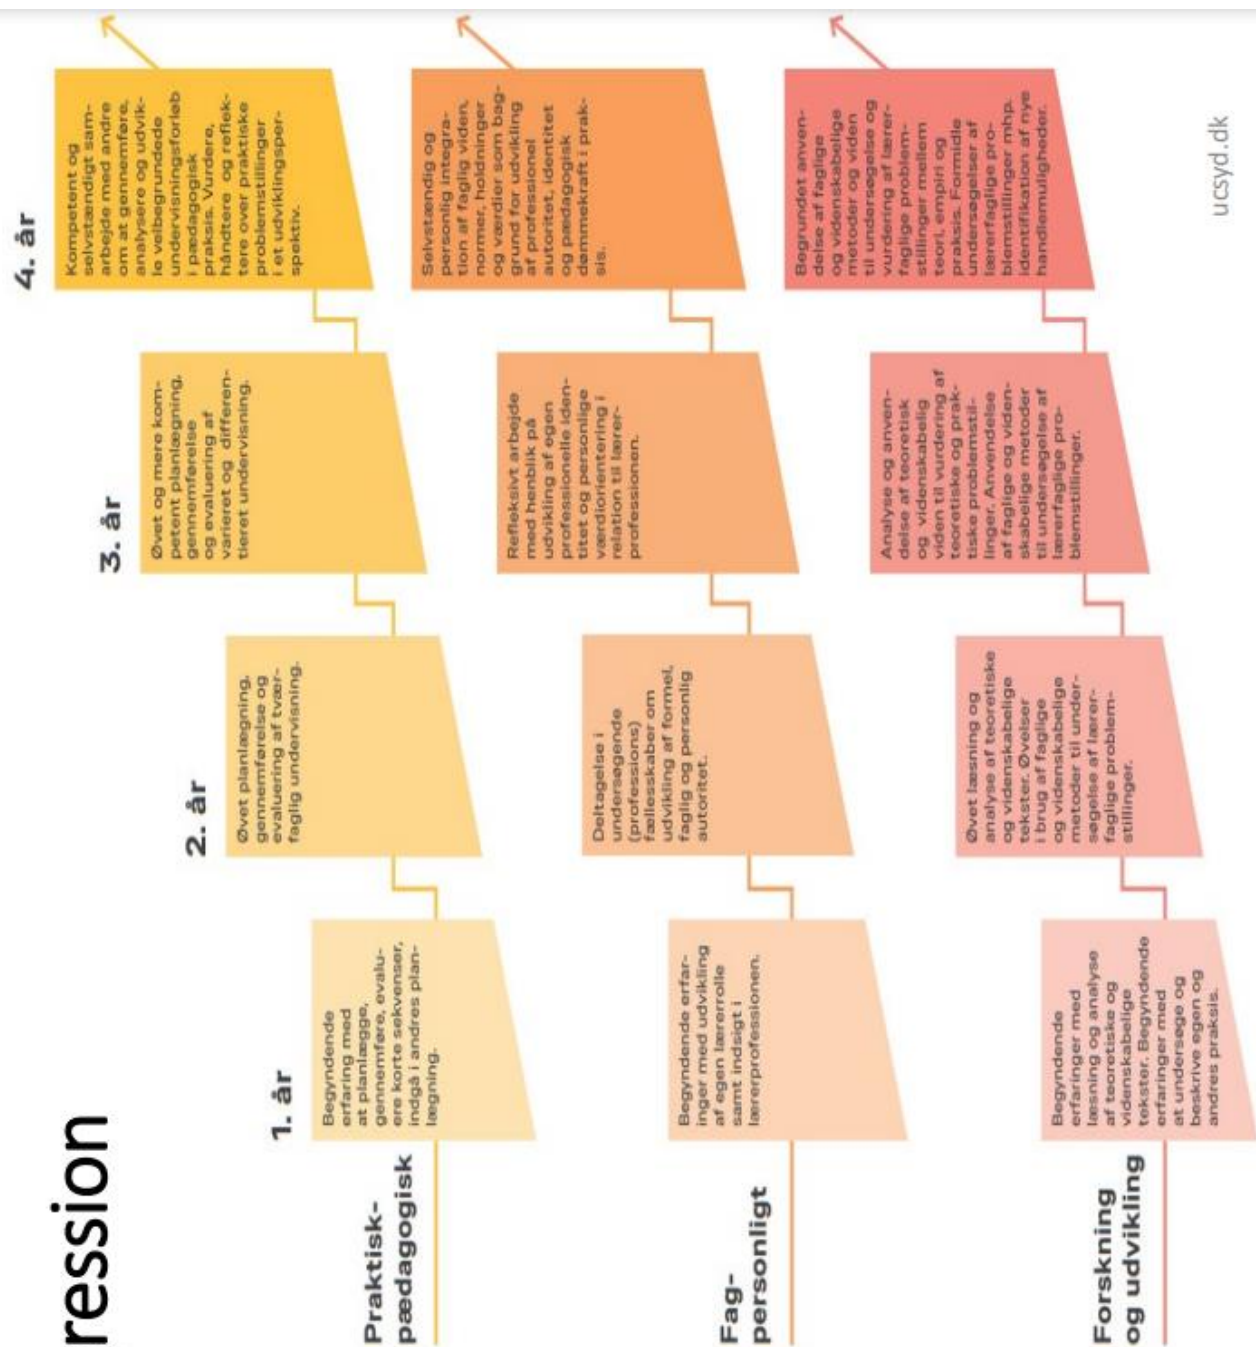 ression
1. år
2. år
3. år
4. år
Praktisk-
pædagogisk
Begyndende
erfaring med
at planlægge,
gennemføre, evalu-
ere korte sekvenser,
indgå i andres plan-
lægning.
Øvet planlægning,
gennemførelse og
evaluering af tvær-
faglig undervisning.
Øvet og mere kom-
petent planlægning,
gennemførelse
og evaluering af
varieret og differen-
tieret undervisning.
Kompetent og
selvstændigt sam-
arbejde med andre
om at gennemføre,
analysere og udvik-
le velbegrundede
undervisningsforløb
i pædagogisk
praksis. Vurdere,
håndtere og reflek-
tere over praktiske
problemstillinger
i et udviklingsper-
spektiv.
Fag-
personligt
Begyndende erfar-
inger med udvikling
af egen lærerrolle
samt indsigt i
lærerprofessionen.
Deltagelse i
undersøgende
(professions)
fællesskaber om
udvikling af formel,
faglig og personlig
autoritet.
Refleksivt arbejde
med henblik på
udvikling af egen
professionelle iden-
titet og personlige
værdiorientering i
relation til lærer-
professionen.
Selvstændig og
personlig integra-
tion af faglig viden,
normer, holdninger
og værdier som bag-
grund for udvikling
af professionel
autoritet, identitet
og pædagogisk
dømmekraft i prak-
sis.
Forskning
og udvikling
Begyndende
erfaringer med
læsning og analyse
af teoretiske og
videnskabelige
tekster. Begyndende
erfaringer med
at undersøge og
beskrive egen og
andres praksis.
Øvet læsning og
analyse af teoretiske
og videnskabelige
tekster. Øvelser
i brug af faglige
og videnskabelige
metoder til under-
søgelse af lærer-
faglige problem-
stillinger.
Analyse og anven-
delse af teoretisk
og videnskabelig
viden til vurdering af
teoretiske og prak-
tiske problemstil-
linger. Anvendelse
af faglige og viden-
skabelige metoder
til undersøgelse af
lærerfaglige pro-
blemstillinger.
Begrundet anven-
delse af faglige
og videnskabelige
metoder og viden
til undersøgelse og
vurdering af lærer-
faglige problem-
stillinger mellem
teori, empiri og
praksis. Formidle
undersøgelser af
lærerfaglige pro-
blemstillinger mhp.
identifikation af nye
handlemuligheder.
ucsyd.dk